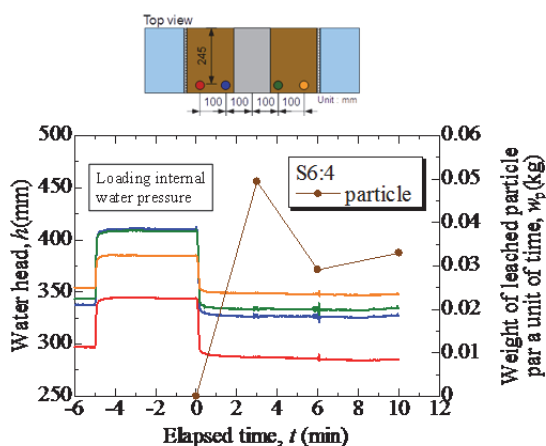 Top view
245
100 100 100 100
Unit : mm
500
450
400
350
300
250
Water head, h(mm)
Loading internal
water pressure
S6:4
particle
0.06
0.05
0.04
0.03
0.02
0.01
0
Weight of leached particle
par a unit of time, wp(kg)
-6 -4 -2 0 2 4 6 8 10 12
Elapsed time, t (min)